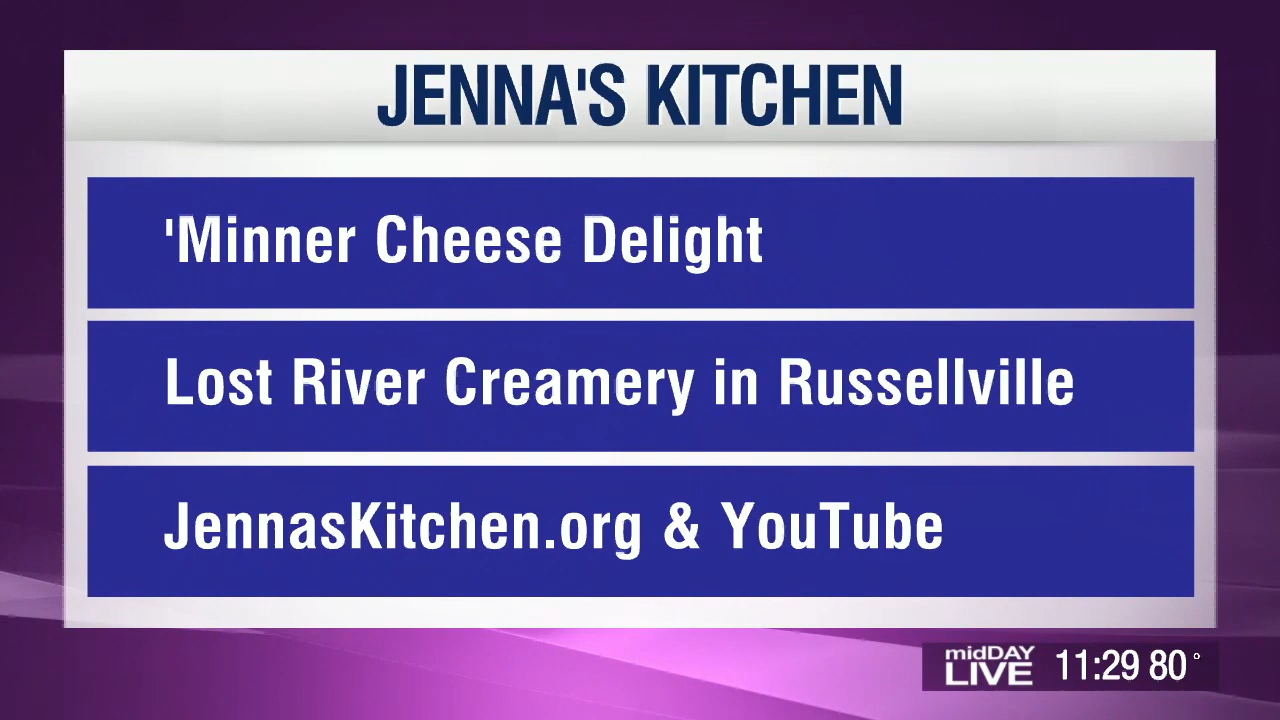 JENNA'S KITCHEN
'Minner Cheese Delight
Lost River Creamery in Russellville
JennasKitchen.org & YouTube
midDAY
LIVE 11:29 80°